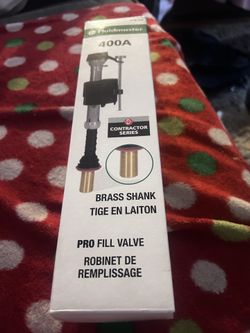 Fluidmaster
400A
CONTRACTOR
SERIES
BRASS SHANK
TIGE EN LAITON
PRO FILL VALVE
ROBINET DE
REMPLISSAGE